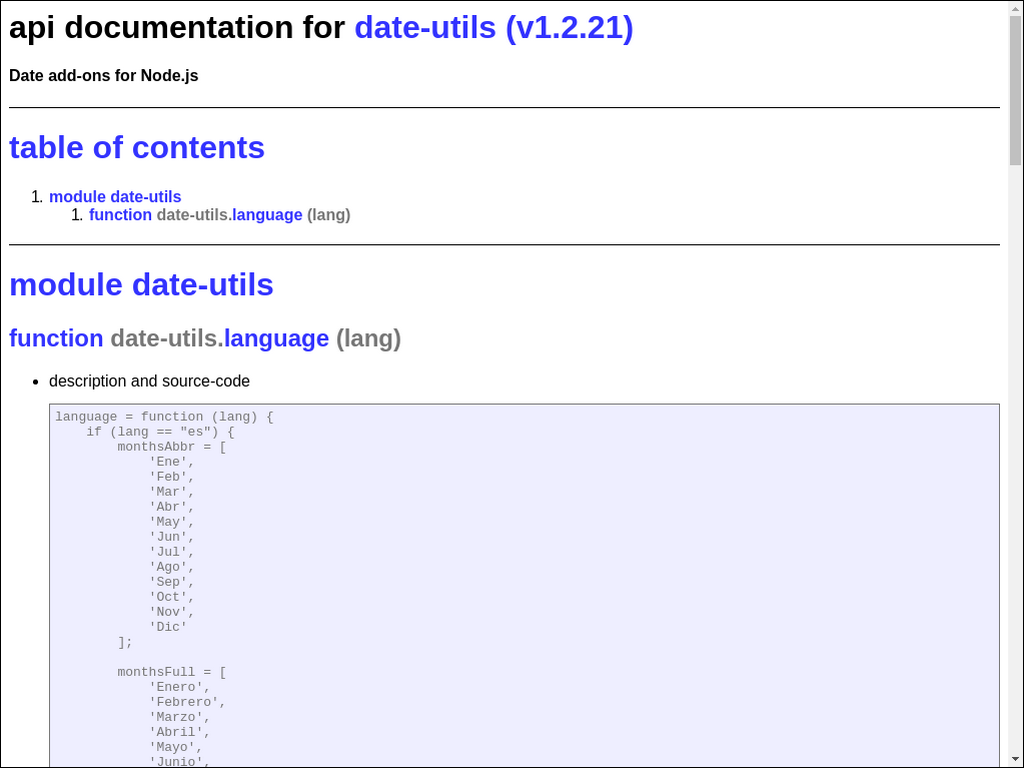 api documentation for date-utils (v1.2.21)
Date add-ons for Node.js
table of contents
1. module date-utils
1. function date-utils.language (lang)
module date-utils
function date-utils.language (lang)
• description and source-code
language = function (lang) {
    if (lang == "es") {
        monthsAbbr = [
            'Ene',
            'Feb',
            'Mar',
            'Abr',
            'May',
            'Jun',
            'Jul',
            'Ago',
            'Sep',
            'Oct',
            'Nov',
            'Dic'
        ];
        monthsFull = [
            'Enero',
            'Febrero',
            'Marzo',
            'Abril',
            'Mayo',
            'Junio',